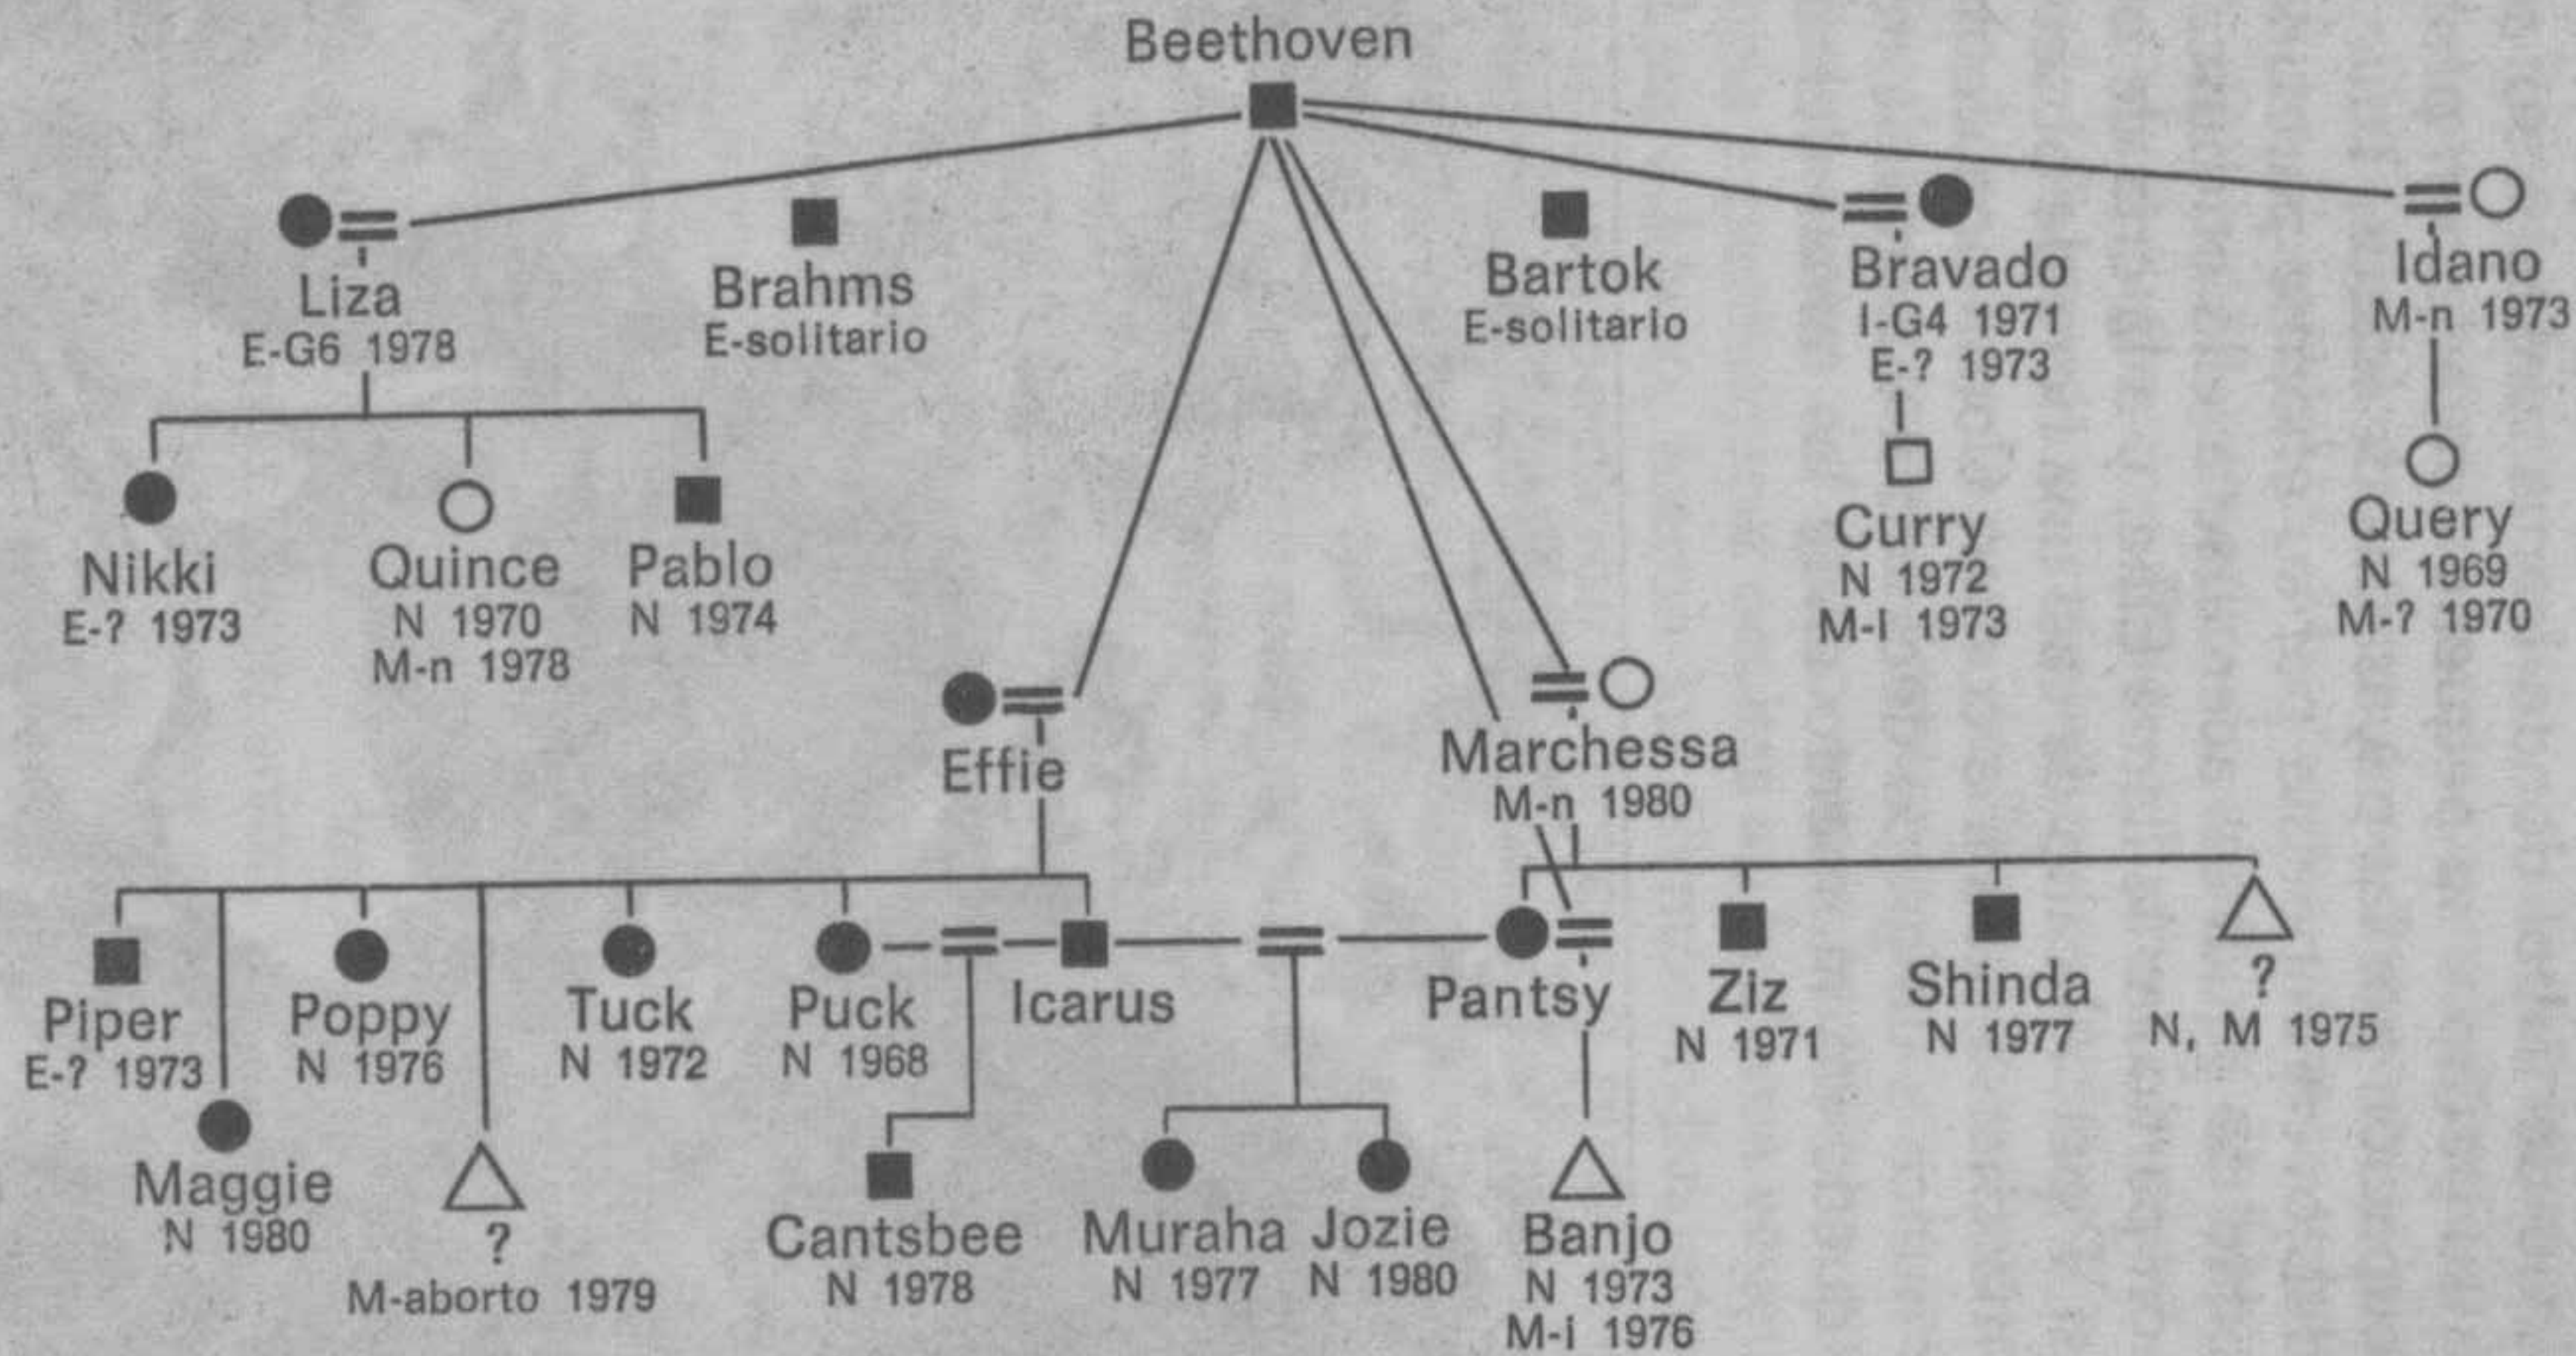 Beethoven
Liza
E-G6 1978
Brahms
E-solitario
Bartok
E-solitario
Bravado
I-G4 1971
E-? 1973
Idano
M-n 1973
Nikki
E-? 1973
Quince
N 1970
M-n 1978
Pablo
N 1974
Curry
N 1972
M-I 1973
Query
N 1969
M-? 1970
Effie
Marchessa
M-n 1980
Piper
E-? 1973
Poppy
N 1976
Tuck
N 1972
Puck
N 1968
Icarus
Pantsy
Ziz
N 1971
Shinda
N 1977
?
N, M 1975
Maggie
N 1980
?
M-aborto 1979
Cantsbee
N 1978
Muraha
N 1977
Jozie
N 1980
Banjo
N 1973
M-i 1976